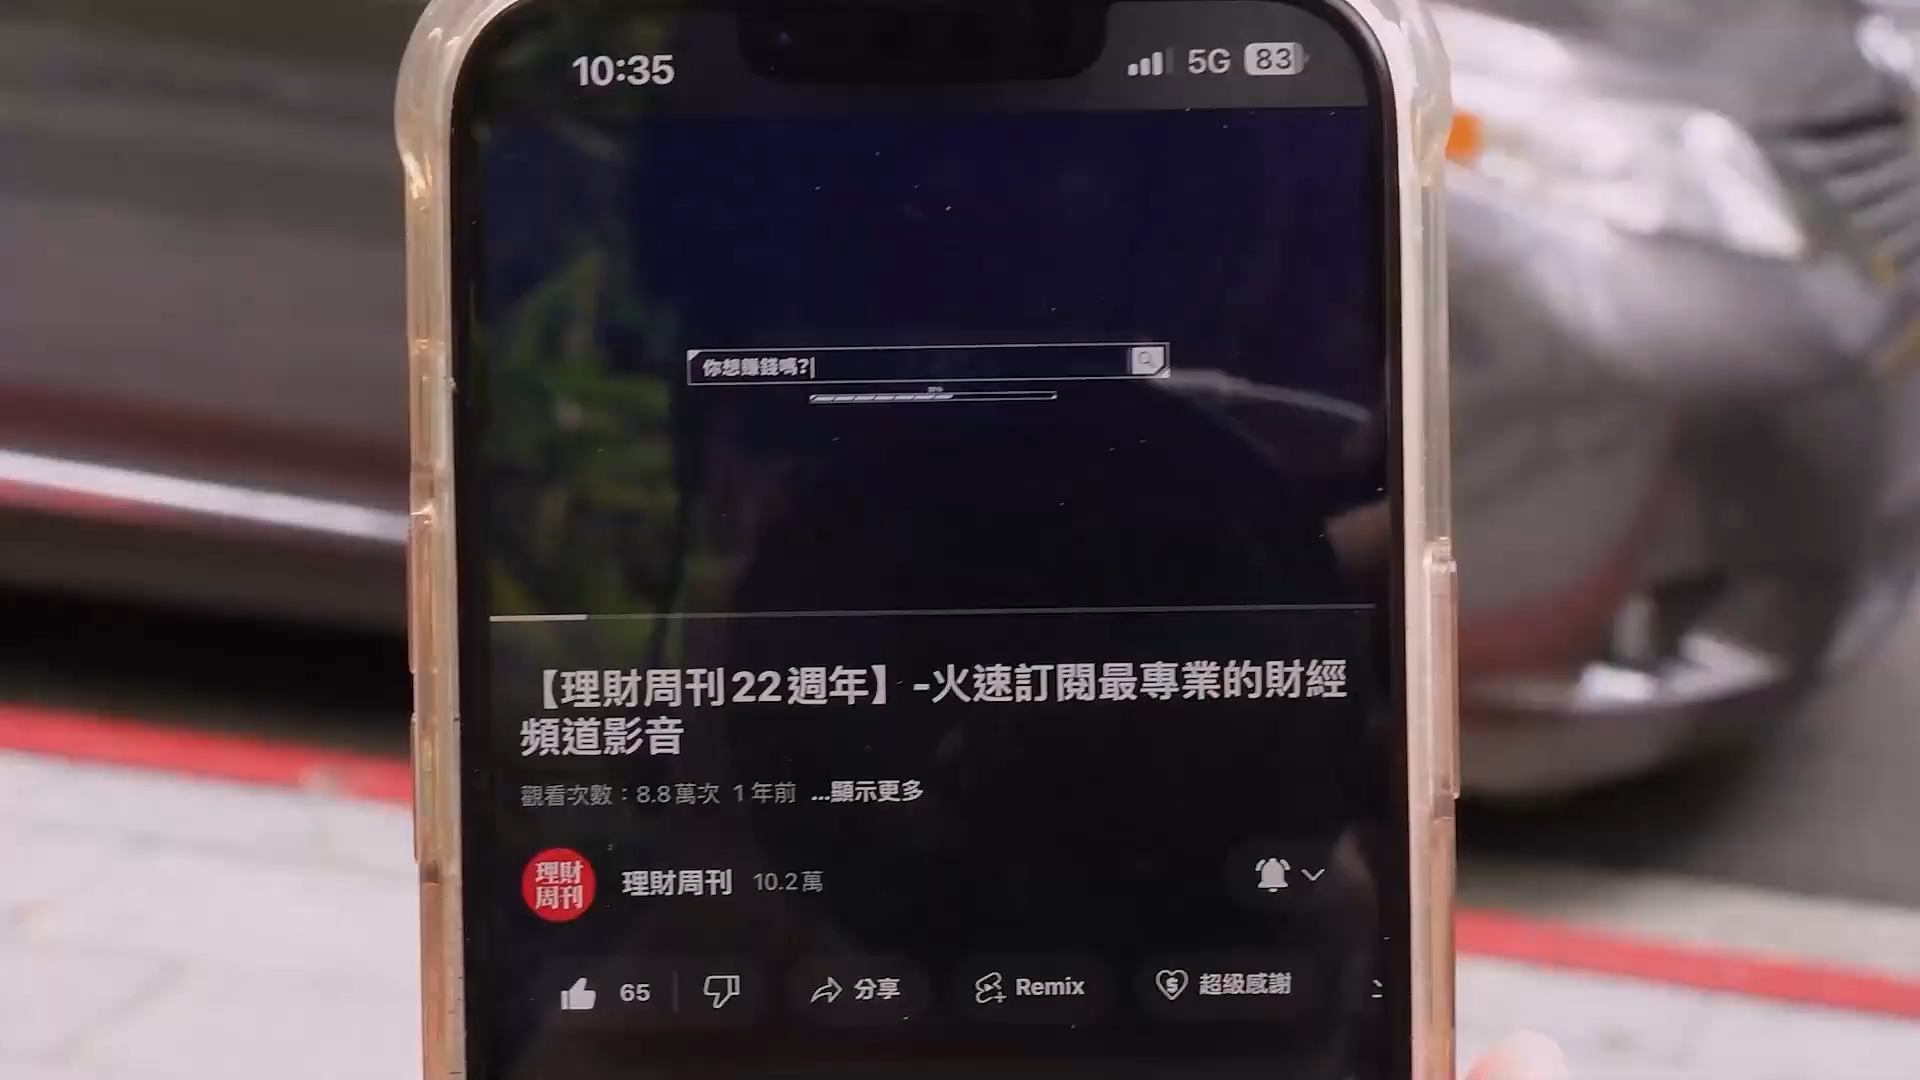 10:35
5G 83
你想賺錢嗎?
【理財周刊22週年】-火速訂閱最專業的財經
頻道影音
觀看次數：8.8萬次 1年前 ...顯示更多
理財
周刊
理財周刊 10.2萬
65 分享 Remix 超級感謝